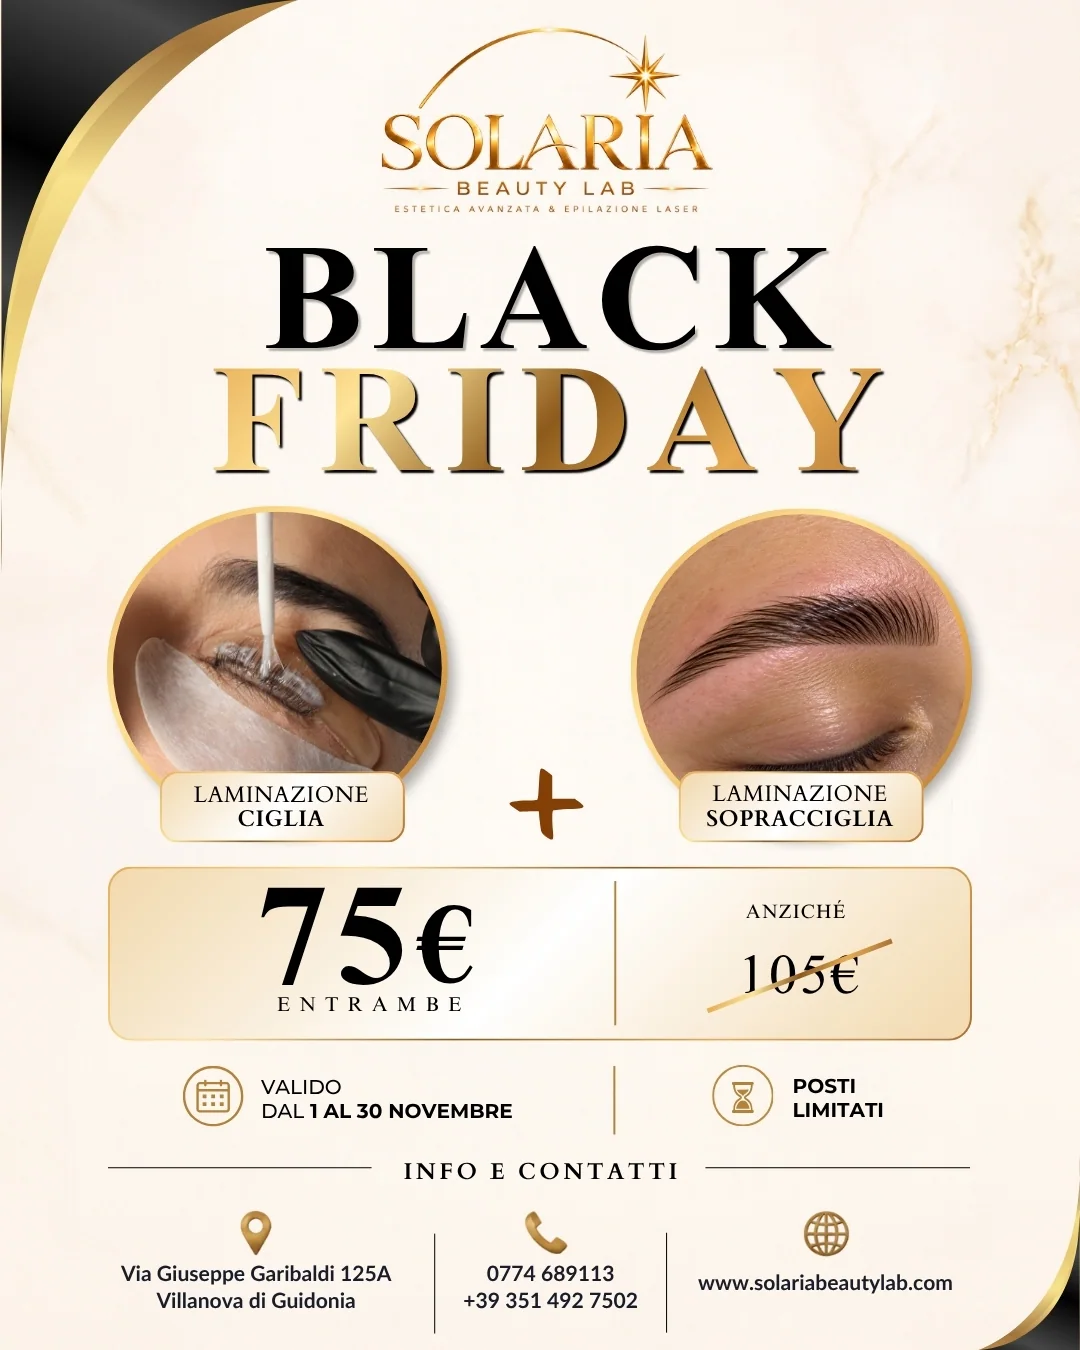 SOLARIA
BEAUTY LAB
ESTETICA AVANZATA & EPILAZIONE LASER
BLACK
FRIDAY
LAMINAZIONE
CIGLIA
+
LAMINAZIONE
SOPRACCIGLIA
75€
ENTRAMBE
ANZICHÉ
105€
VALIDO
DAL 1 AL 30 NOVEMBRE
POSTI
LIMITATI
INFO E CONTATTI
Via Giuseppe Garibaldi 125A
Villanova di Guidonia
0774 689113
+39 351 492 7502
www.solariabeautylab.com